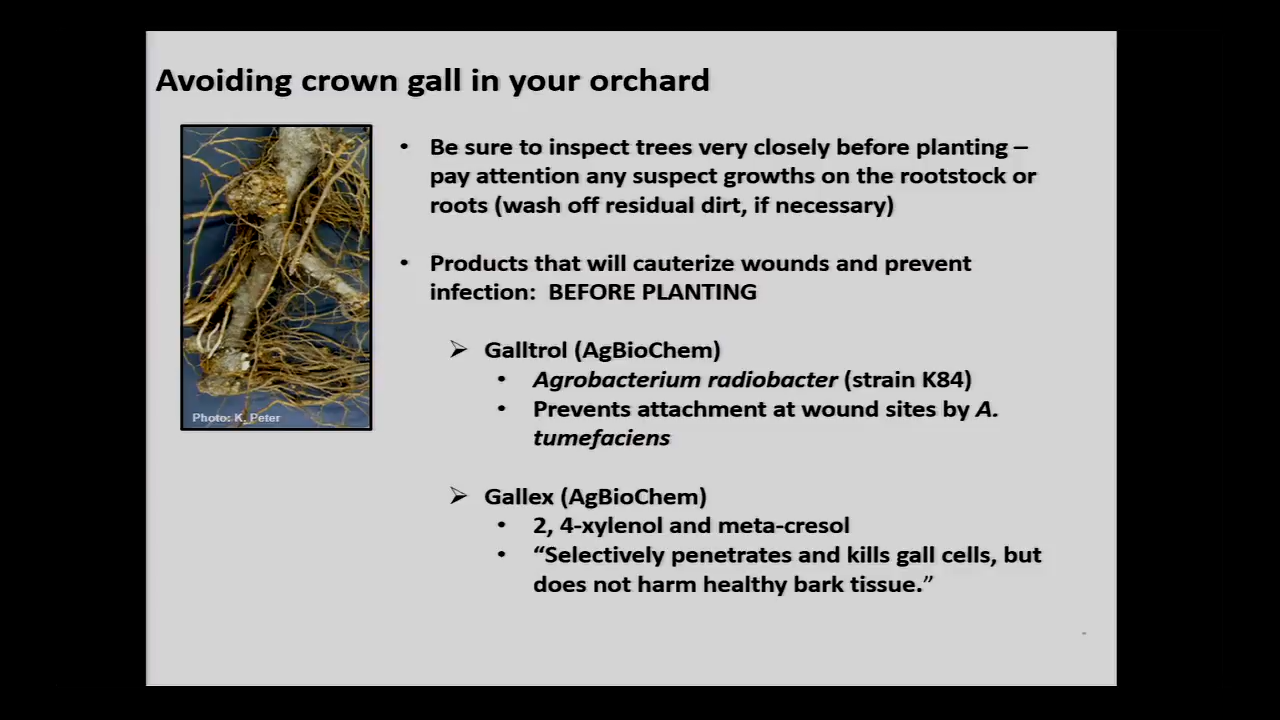 Avoiding crown gall in your orchard
• Be sure to inspect trees very closely before planting –
pay attention any suspect growths on the rootstock or
roots (wash off residual dirt, if necessary)
• Products that will cauterize wounds and prevent
infection: BEFORE PLANTING
➢ Galltrol (AgBioChem)
• Agrobacterium radiobacter (strain K84)
• Prevents attachment at wound sites by A.
tumefaciens
➢ Gallex (AgBioChem)
• 2, 4-xylenol and meta-cresol
• “Selectively penetrates and kills gall cells, but
does not harm healthy bark tissue.”
Photo: K. Peter